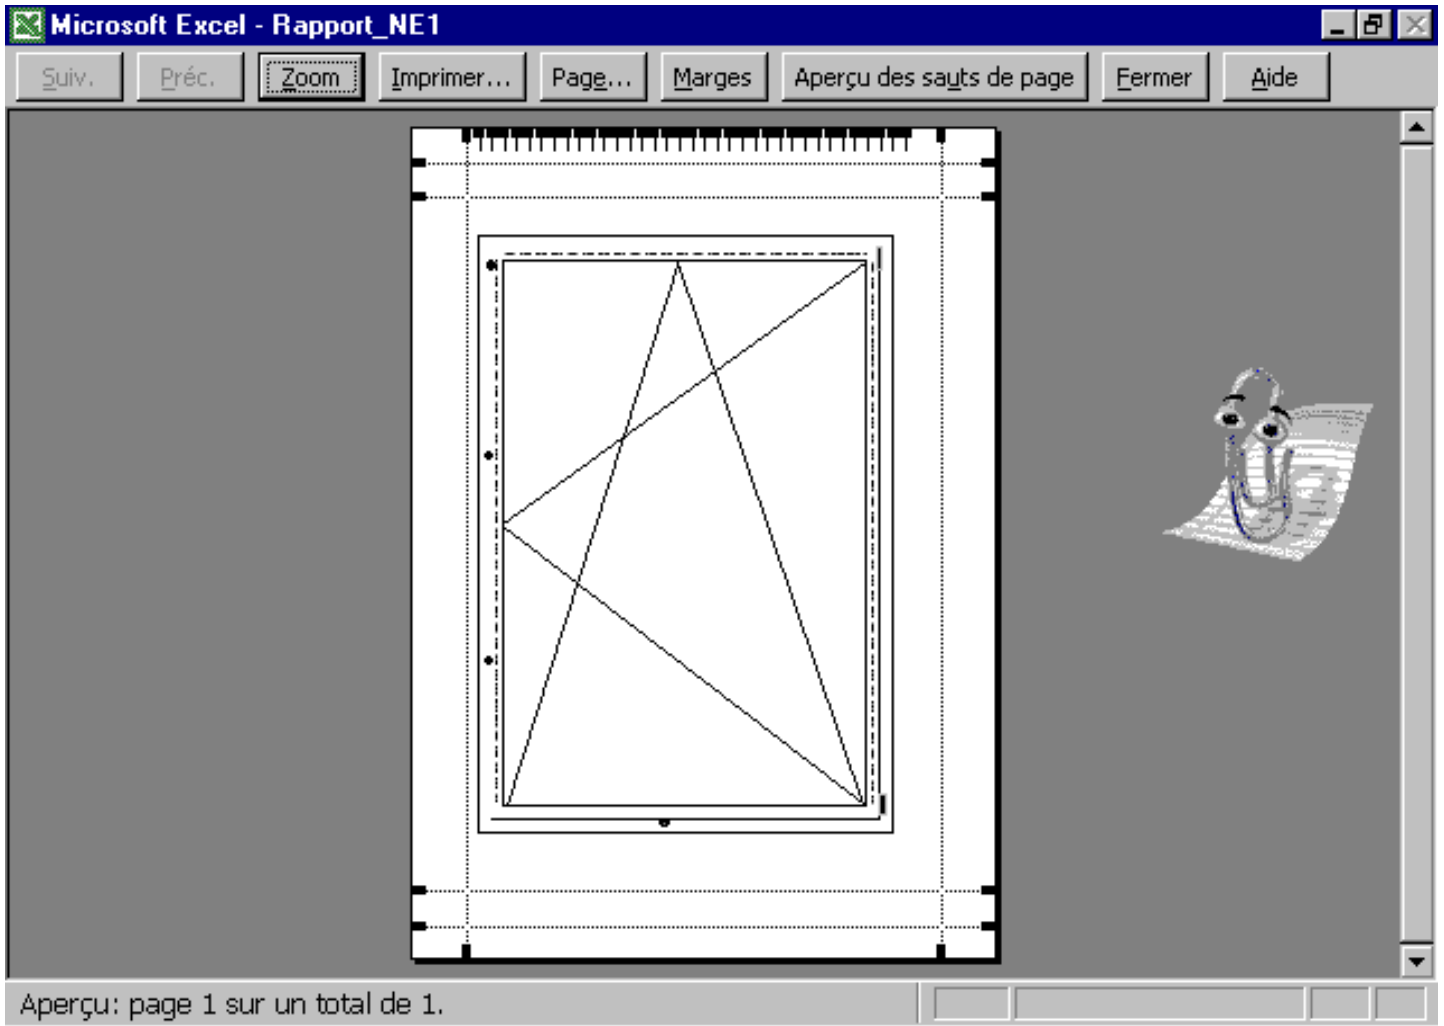 Microsoft Excel - Rapport_NE1
Suiv. Préc. Zoom Imprimer... Page... Marges Aperçu des sauts de page Fermer Aide
Aperçu: page 1 sur un total de 1.